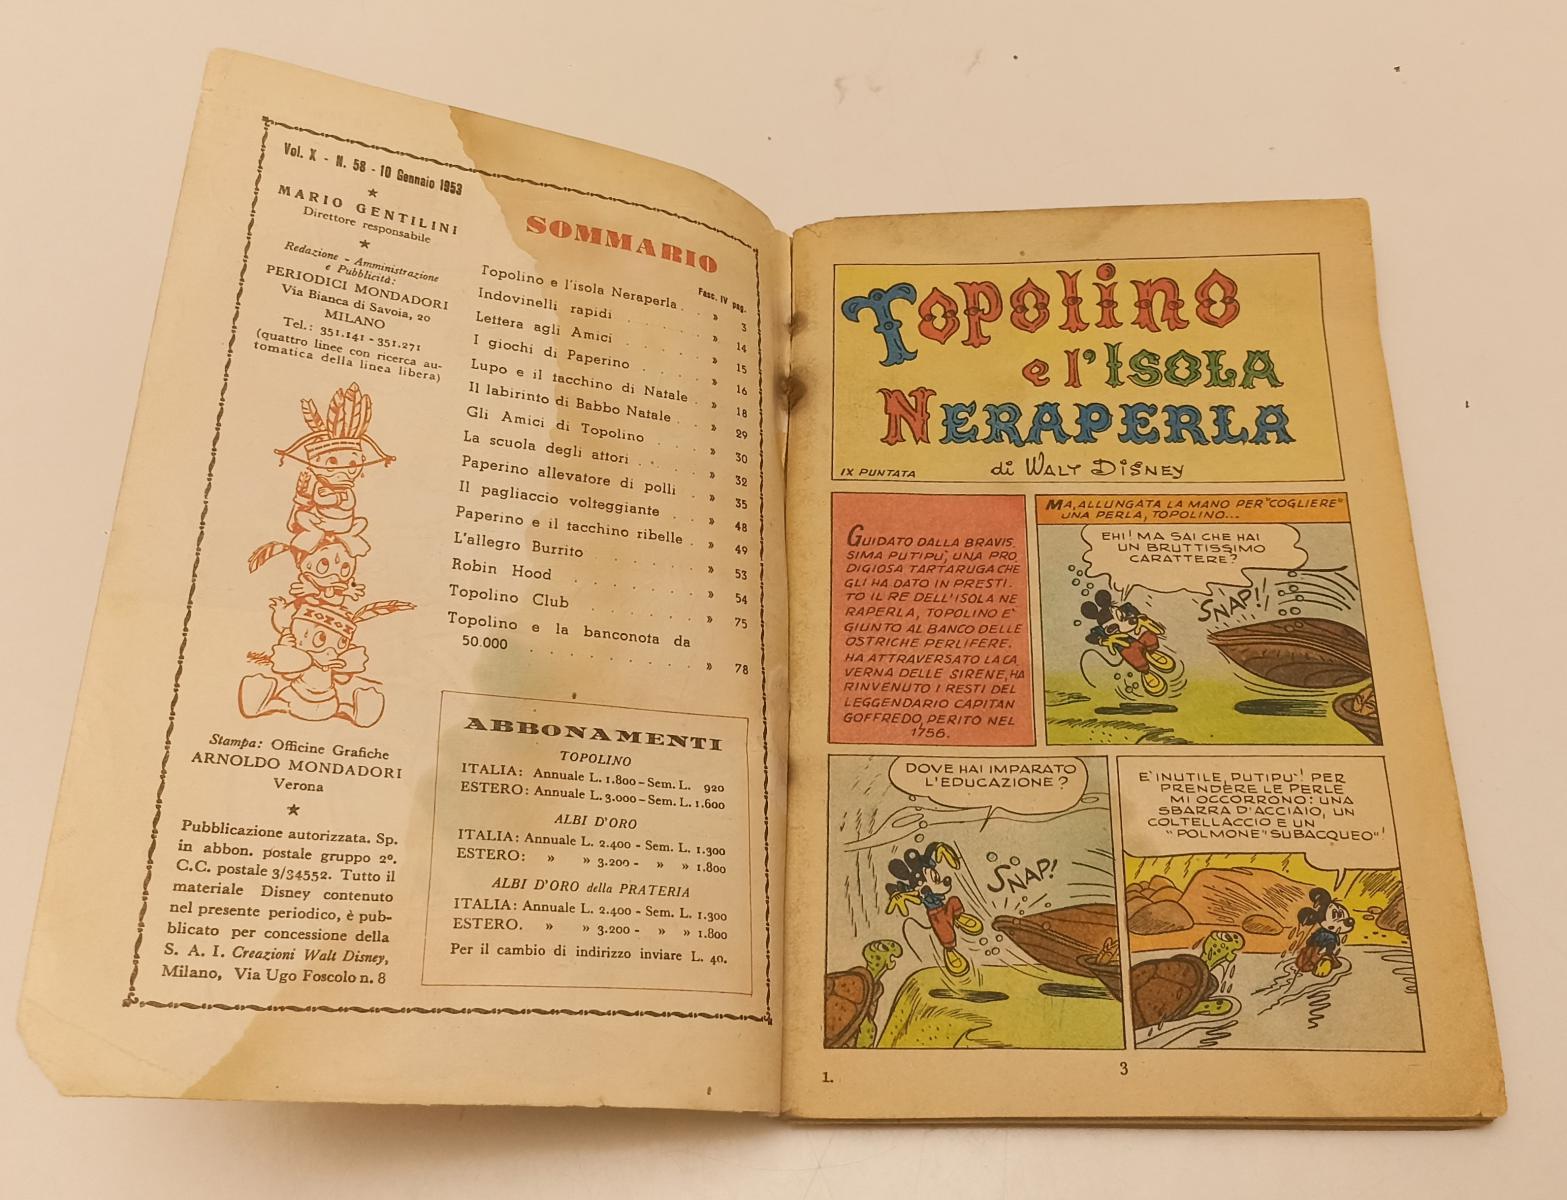 Vol. X - N. 58 - 10 Gennaio 1953
MARIO GENTILINI
Direttore responsabile
Redazione - Amministrazione
e Pubblicità:
PERIODICI MONDADORI
Via Bianca di Savoia, 20
MILANO
Tel.: 351.141 - 351.271
(quattro linee con ricerca au-
tomatica della linea libera)
Stampa: Officine Grafiche
ARNOLDO MONDADORI
Verona
Pubblicazione autorizzata. Sp.
in abbon. postale gruppo 2º.
C.C. postale 3/34552. Tutto il
materiale Disney contenuto
nel presente periodico, è pub-
blicato per concessione della
S. A. I. Creazioni Walt Disney,
Milano, Via Ugo Foscolo n. 8
SOMMARIO
Fasc. IV pag.
Topolino e l'isola Neraperla . . » 3
Indovinelli rapidi . . . . . » 14
Lettera agli Amici . . . . . » 15
I giochi di Paperino . . . . » 16
Lupo e il tacchino di Natale . » 18
Il labirinto di Babbo Natale . . » 29
Gli Amici di Topolino . . . » 30
La scuola degli attori . . . . » 32
Paperino allevatore di polli . . » 35
Il pagliaccio volteggiante . . » 48
Paperino e il tacchino ribelle . . » 49
L'allegro Burrito . . . . . » 53
Robin Hood . . . . . . » 54
Topolino Club . . . . . . » 75
Topolino e la banconota da
50.000 . . . . . . . . . » 78
ABBONAMENTI
TOPOLINO
ITALIA: Annuale L. 1.800 - Sem. L. 920
ESTERO: Annuale L. 3.000 - Sem. L. 1.600
ALBI D'ORO
ITALIA: Annuale L. 2.400 - Sem. L. 1.300
ESTERO: » » 3.200 - » » 1.800
ALBI D'ORO della PRATERIA
ITALIA: Annuale L. 2.400 - Sem. L. 1.300
ESTERO. » » 3.200 - » » 1.800
Per il cambio di indirizzo inviare L. 40.
TOPOLINO
e l'ISOLA
NERAPERLA
IX PUNTATA
di WALT DISNEY
GUIDATO DALLA BRAVIS
SIMA PUTIPÙ, UNA PRO
DIGIOSA TARTARUGA CHE
GLI HA DATO IN PRESTI-
TO IL RE DELL'ISOLA NE
RAPERLA, TOPOLINO E'
GIUNTO AL BANCO DELLE
OSTRICHE PERLIFERE.
HA ATTRAVERSATO LA CA
VERNA DELLE SIRENE, HA
RINVENUTO I RESTI DEL
LEGGENDARIO CAPITAN
GOFFREDO, PERITO NEL
1756.
MA, ALLUNGATA LA MANO PER "COGLIERE"
UNA PERLA, TOPOLINO...
EHI! MA SAI CHE HAI
UN BRUTTISSIMO
CARATTERE?
SNAP!
DOVE HAI IMPARATO
L'EDUCAZIONE?
SNAP!
E' INUTILE, PUTIPÙ! PER
PRENDERE LE PERLE
MI OCCORRONO: UNA
SBARRA D'ACCIAIO, UN
COLTELLACCIO E UN
"POLMONE" SUBACQUEO!
1.
3